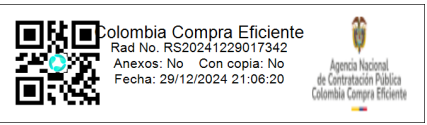 Colombia Compra Eficiente
Rad No. RS20241229017342
Anexos: No Con copia: No
Fecha: 29/12/2024 21:06:20
Agencia Nacional
de Contratación Pública
Colombia Compra Eficiente